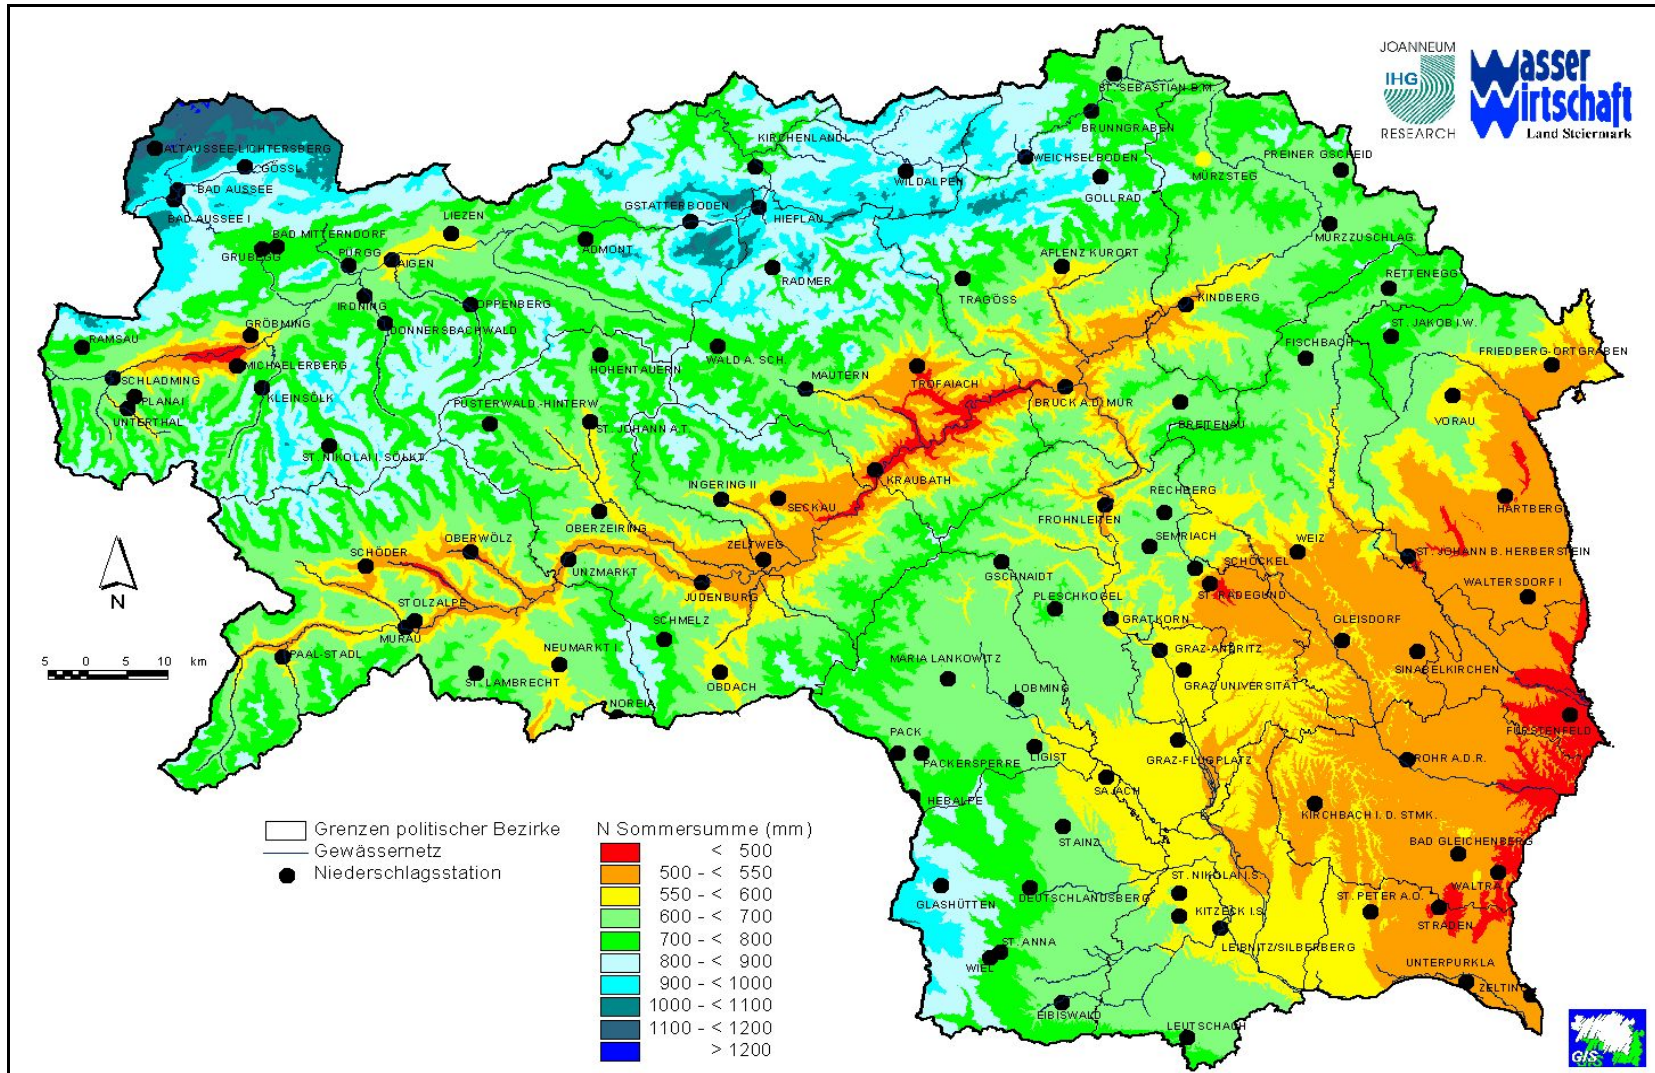 JOANNEUM
IHG
RESEARCH
Wasser
Wirtschaft
Land Steiermark
ST. SEBASTIAN B.M.
BRUNNGRABEN
KIRCHENLANDL
ALTAUSSEE-LICHTERSBERG
GÖSSL
WEICHSELBODEN
PREINER GSCHEID
WILDALPEN
MÜRZSTEG
BAD AUSSEE
GOLLRAD
BAD AUSSEE I
GSTATTERBODEN
HIEFLAU
LIEZEN
MÜRZZUSCHLAG
BAD MITTERNDORF
PÜRGG
ADMONT
GRUBEGG
AIGEN
AFLENZ KURORT
RADMER
RETTENEGG
TRAGÖSS
IRDNING
OPPENBERG
KINDBERG
GRÖBMING
DONNERSBACHWALD
ST. JAKOB I.W.
RAMSAU
FISCHBACH
FRIEDBERG-ORTGRABEN
WALD A. SCH.
MICHAELERBERG
HOHENTAUERN
SCHLADMING
MAUTERN
TROFAIACH
PLANAI
KLEINSÖLK
PUSTERWALD.-HINTERW.
BRUCK A.D. MUR
UNTERTHAL
VORAU
ST. JOHANN A.T.
BREITENAU
ST. NIKOLAI I. SÖLKT.
KRAUBATH
INGERING II
RECHBERG
SECKAU
HARTBERG
FROHNLEITEN
OBERZEIRING
SEMRIACH
WEIZ
OBERWÖLZ
ZELTWEG
SCHÖDER
ST. JOHANN B. HERBERSTEIN
SCHÖCKEL
UNZMARKT
GSCHNAIDT
WALTERSDORF I
JUDENBURG
PLESCHKOGEL
ST. RADEGUND
N
STOLZALPE
SCHMELZ
GRATKORN
GLEISDORF
MURAU
NEUMARKT I.
GRAZ-ANDRITZ
PAAL-STADL
MARIA LANKOWITZ
5 0 5 10 km
SINABELKIRCHEN
ST. LAMBRECHT
OBDACH
GRAZ UNIVERSITÄT
LOBMING
NOREIA
FÜRSTENFELD
PACK
LIGIST
PACKERSPERRE
GRAZ-FLUGPLATZ
ROHR A.D.R.
SAJACH
HEBALPE
KIRCHBACH I. D. STMK.
Grenzen politischer Bezirke
Gewässernetz
Niederschlagsstation
N Sommersumme (mm)
< 500
500 - < 550
550 - < 600
600 - < 700
700 - < 800
800 - < 900
900 - < 1000
1000 - < 1100
1100 - < 1200
> 1200
STAINZ
BAD GLEICHENBERG
ST. NIKOLAI I.S.
WALTRA
GLASHÜTTEN
DEUTSCHLANDSBERG
ST. PETER A.O.
KITZECK I.S.
STRADEN
ST. ANNA
LEIBNITZ/SILBERBERG
WIEL
UNTERPURKLA
ZELTING
EIBISWALD
LEUTSCHACH
GIS